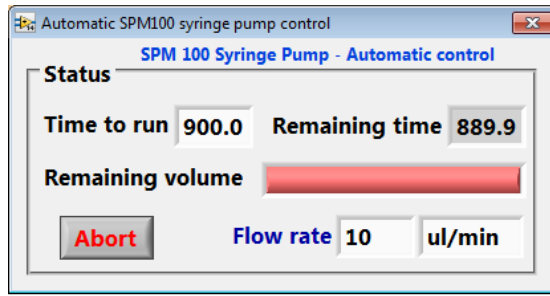 Automatic SPM100 syringe pump control
SPM 100 Syringe Pump - Automatic control
Status
Time to run 900.0 Remaining time 889.9
Remaining volume
Abort Flow rate 10 ul/min